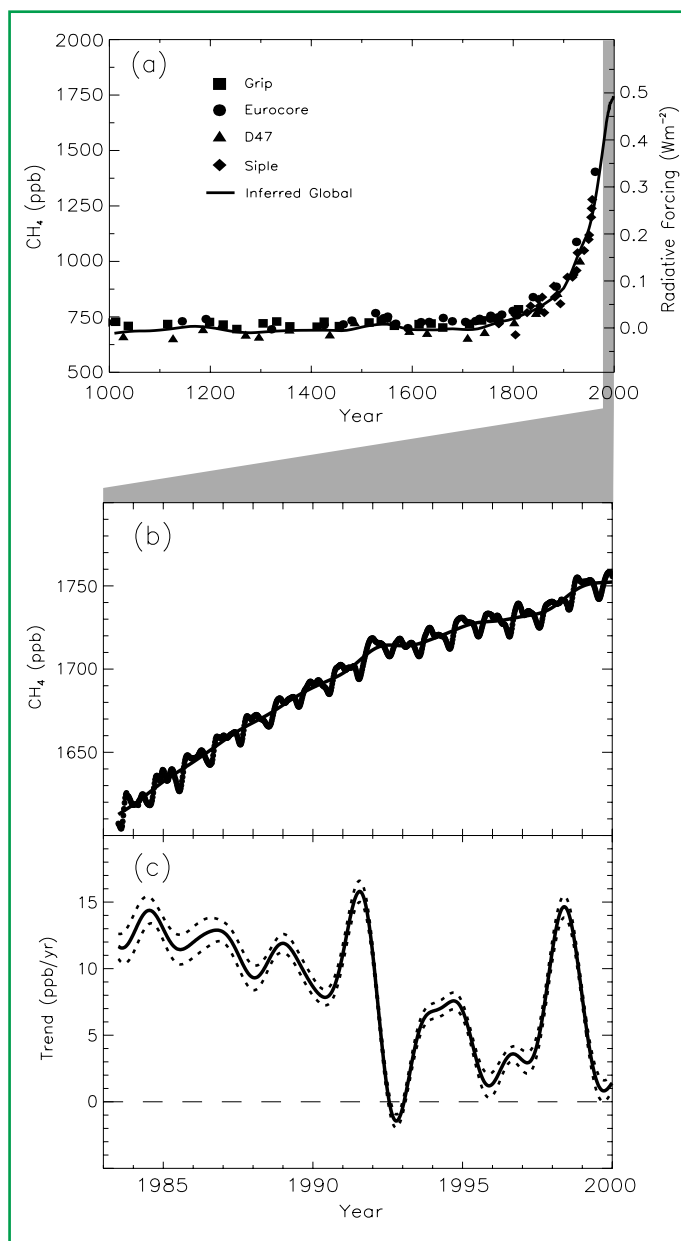 (a)
Grip
Eurocore
D47
Siple
Inferred Global
2000
1750
1500
1250
1000
750
500
CH₄ (ppb)
0.5
0.4
0.3
0.2
0.1
0.0
Radiative Forcing (Wm⁻²)
1000 1200 1400 1600 1800 2000
Year
(b)
1750
1700
1650
CH₄ (ppb)
(c)
15
10
5
0
Trend (ppb/yr)
1985 1990 1995 2000
Year